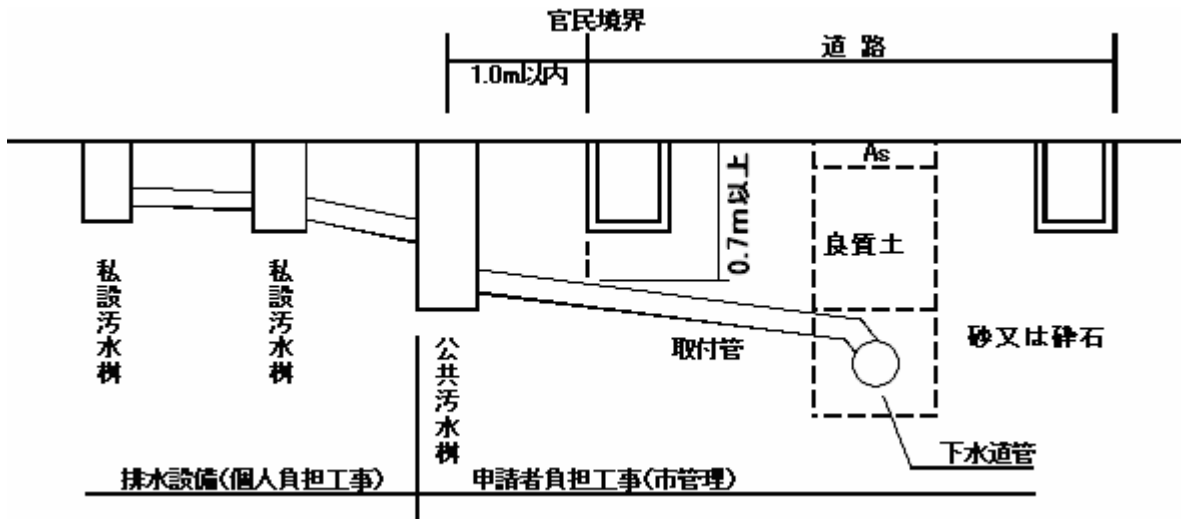 官民境界
道 路
1.0m以内
As
0.7m以上
良質土
砂又は砕石
取付管
私設汚水桝
私設汚水桝
公共汚水桝
下水道管
排水設備(個人負担工事)
申請者負担工事(市管理)